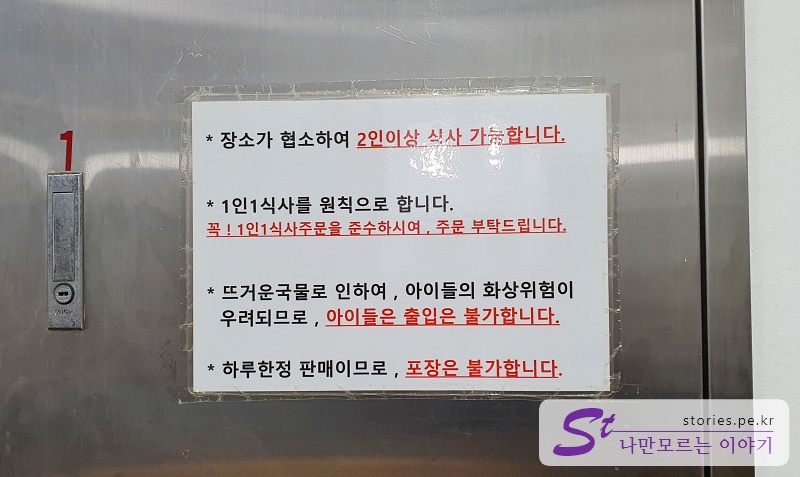 1
* 장소가 협소하여 2인이상 식사 가능합니다.
* 1인1식사를 원칙으로 합니다.
꼭 ! 1인1식사주문을 준수하시여 , 주문 부탁드립니다.
* 뜨거운국물로 인하여 , 아이들의 화상위험이
우려되므로 , 아이들은 출입은 불가합니다.
* 하루한정 판매이므로 , 포장은 불가합니다.
PUSH
St
stories.pe.kr
나만모르는 이야기